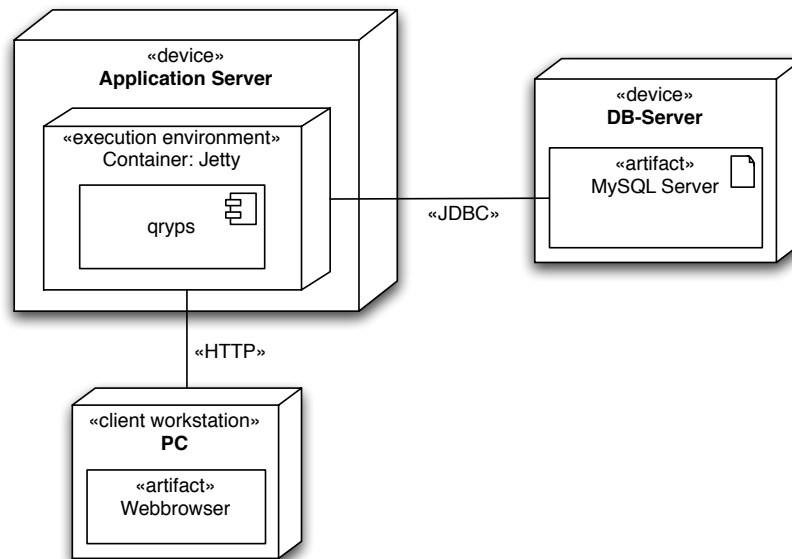 «device»
Application Server
«execution environment»
Container: Jetty
qryps
«JDBC»
«device»
DB-Server
«artifact»
MySQL Server
«HTTP»
«client workstation»
PC
«artifact»
Webbrowser